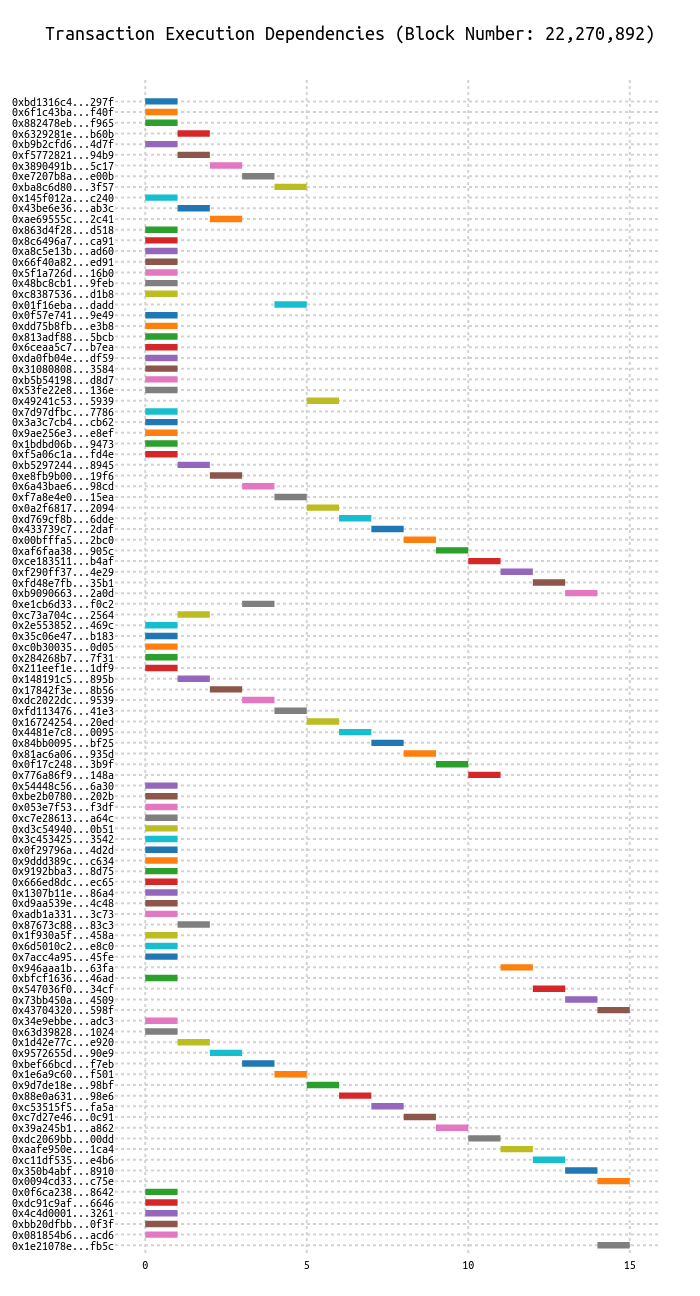 Transaction Execution Dependencies (Block Number: 22,270,892)
0xbd1316c4...297f
0x6f1c43ba...f40f
0x882478eb...f965
0x6329281e...b60b
0xb9b2cfd6...4d7f
0xf5772821...94b9
0x3890491b...5c17
0xe7207b8a...e00b
0xba8c6d80...3f57
0x145f012a...c240
0x43be6e36...ab3c
0xae69555c...2c41
0x863d4f28...d518
0x8c6496a7...ca91
0xa8c5e13b...ad60
0x66f40a82...ed91
0x5f1a726d...16b0
0x48bc8cb1...9feb
0xc8387536...d1b8
0x01f16eba...dadd
0x0f57e741...9e49
0xdd75b8fb...e3b8
0x813adf88...5bcb
0x6ceaa5c7...b7ea
0xda0fb04e...df59
0x31080808...3584
0xb5b54198...d8d7
0x53fe22e8...136e
0x49241c53...5939
0x7d97dfbc...7786
0x3a3c7cb4...cb62
0x9ae256e3...e8ef
0x1bdbd06b...9473
0xf5a06c1a...fd4e
0xb5297244...8945
0xe8fb9b00...19f6
0x6a43bae6...98cd
0xf7a8e4e0...15ea
0x0a2f6817...2094
0xd769cf8b...6dde
0x433739c7...2daf
0x00bfffa5...2bc0
0xaf6faa38...905c
0xce183511...b4af
0xf290ff37...4e29
0xfd48e7fb...35b1
0xb9090663...2a0d
0xe1cb6d33...f0c2
0xc73a704c...2564
0x2e553852...469c
0x35c06e47...b183
0xc0b30035...0d05
0x284268b7...7f31
0x211eef1e...1df9
0x148191c5...895b
0x17842f3e...8b56
0xdc2022dc...9539
0xfd113476...41e3
0x16724254...20ed
0x4481e7c8...0095
0x84bb0095...bf25
0x81ac6a06...935d
0x0f17c248...3b9f
0x776a86f9...148a
0x54448c56...6a30
0xbe2b0780...202b
0x053e7f53...f3df
0xc7e28613...a64c
0xd3c54940...0b51
0x3c453425...3542
0x0f29796a...4d2d
0x9ddd389c...c634
0x9192bba3...8d75
0x666ed8dc...ec65
0x1307b11e...86a4
0xd9aa539e...4c48
0xadb1a331...3c73
0x87673c88...83c3
0x1f930a5f...458a
0x6d5010c2...e8c0
0x7acc4a95...45fe
0x946aaa1b...63fa
0xbfcf1636...46ad
0x547036f0...34cf
0x73bb450a...4509
0x43704320...598f
0x34e9ebbe...adc3
0x63d39828...1024
0x1d42e77c...e920
0x9572655d...90e9
0xbef66bcd...f7eb
0x1e6a9c60...f501
0x9d7de18e...98bf
0x88e0a631...98e6
0xc53515f5...fa5a
0xc7d27e46...0c91
0x39a245b1...a862
0xdc2069bb...00dd
0xaafe950e...1ca4
0xc11df535...e4b6
0x350b4abf...8910
0x0094cd33...c75e
0x0f6ca238...8642
0xdc91c9af...6646
0x4c4d0001...3261
0xbb20dfbb...0f3f
0x081854b6...acd6
0x1e21078e...fb5c
0 5 10 15